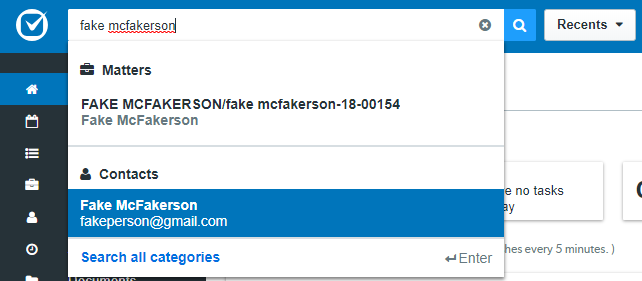 fake mcfakerson
Recents
Matters
FAKE MCFAKERSON/fake mcfakerson-18-00154
Fake McFakerson
Contacts
Fake McFakerson
fakeperson@gmail.com
e no tasks
ay
Search all categories
Enter
hes every 5 minutes. )
Documents